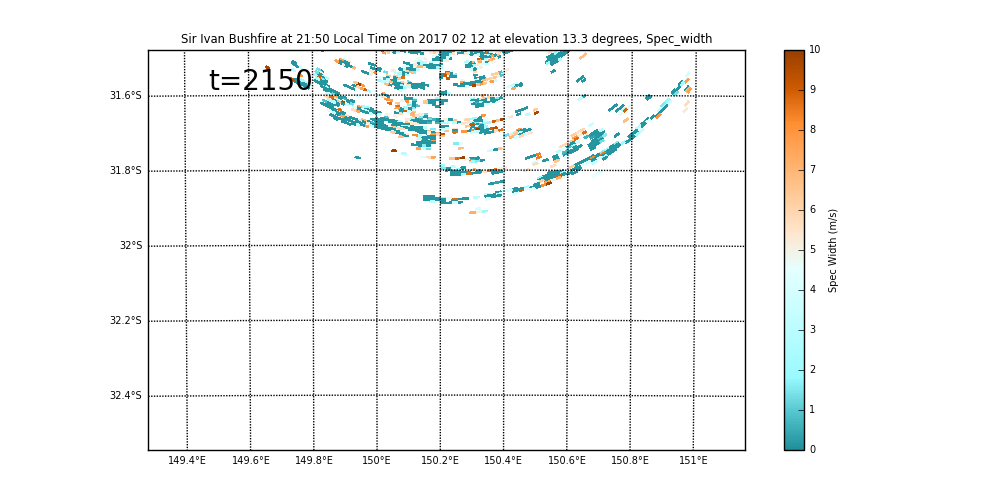 Sir Ivan Bushfire at 21:50 Local Time on 2017 02 12 at elevation 13.3 degrees, Spec_width
t=2150
31.6°S
31.8°S
32°S
32.2°S
32.4°S
149.4°E 149.6°E 149.8°E 150°E 150.2°E 150.4°E 150.6°E 150.8°E 151°E
10
9
8
7
6
5
4
3
2
1
0
Spec Width (m/s)